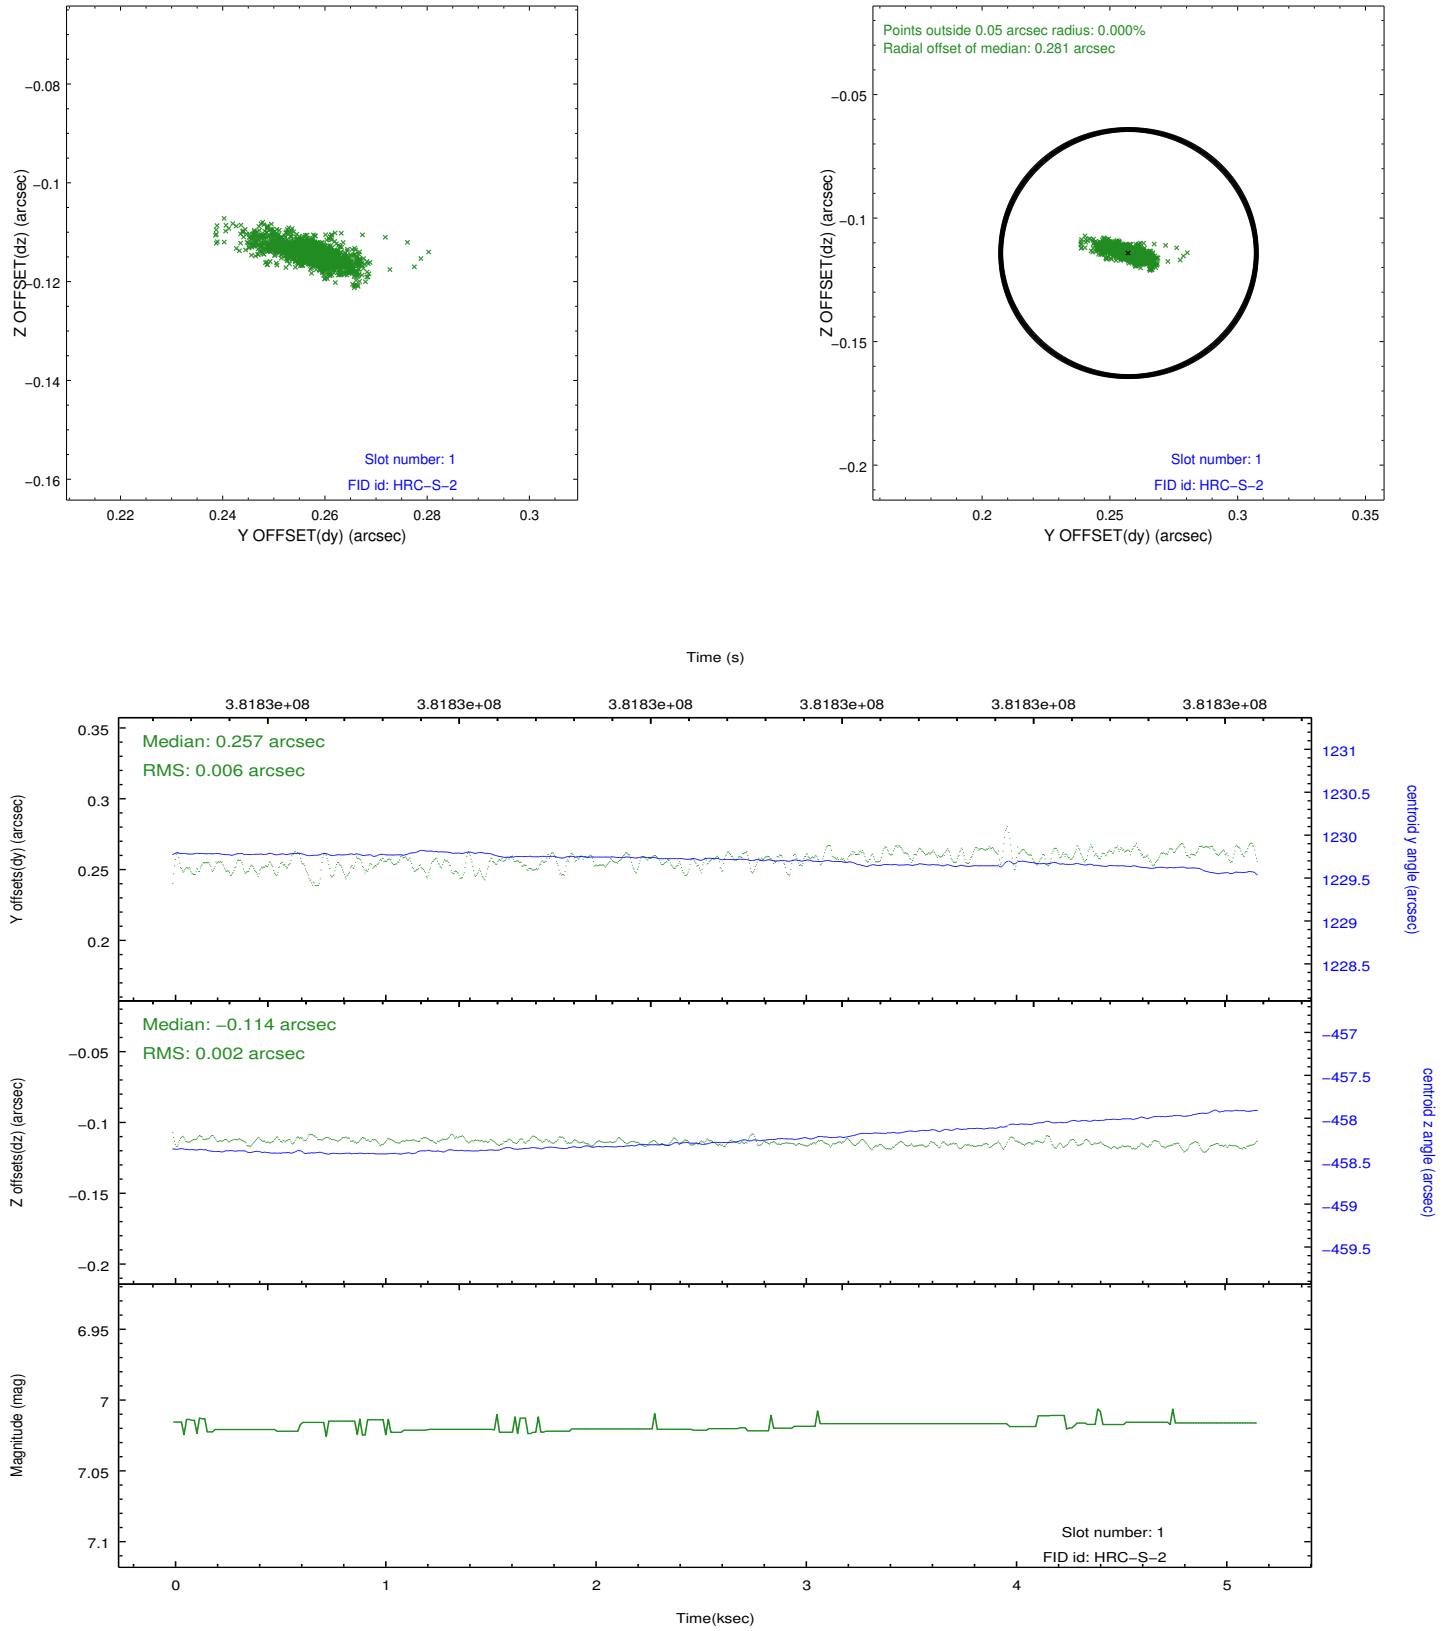 −0.08
−0.1
−0.12
−0.14
−0.16
Z OFFSET(dz) (arcsec)
Slot number: 1
FID id: HRC−S−2
0.22
0.24
0.26
0.28
0.3
Y OFFSET(dy) (arcsec)
Points outside 0.05 arcsec radius: 0.000%
Radial offset of median: 0.281 arcsec
−0.05
−0.1
−0.15
−0.2
Z OFFSET(dz) (arcsec)
Slot number: 1
FID id: HRC−S−2
0.2
0.25
0.3
0.35
Y OFFSET(dy) (arcsec)
Time (s)
3.8183e+08
3.8183e+08
3.8183e+08
3.8183e+08
3.8183e+08
3.8183e+08
Median: 0.257 arcsec
RMS: 0.006 arcsec
0.35
0.3
0.25
0.2
Y offsets(dy) (arcsec)
1231
1230.5
1230
1229.5
1229
1228.5
centroid y angle (arcsec)
Median: −0.114 arcsec
RMS: 0.002 arcsec
−0.05
−0.1
−0.15
−0.2
Z offsets(dz) (arcsec)
−457
−457.5
−458
−458.5
−459
−459.5
centroid z angle (arcsec)
6.95
7
7.05
7.1
Magnitude (mag)
Slot number: 1
FID id: HRC−S−2
0
1
2
3
4
5
Time(ksec)